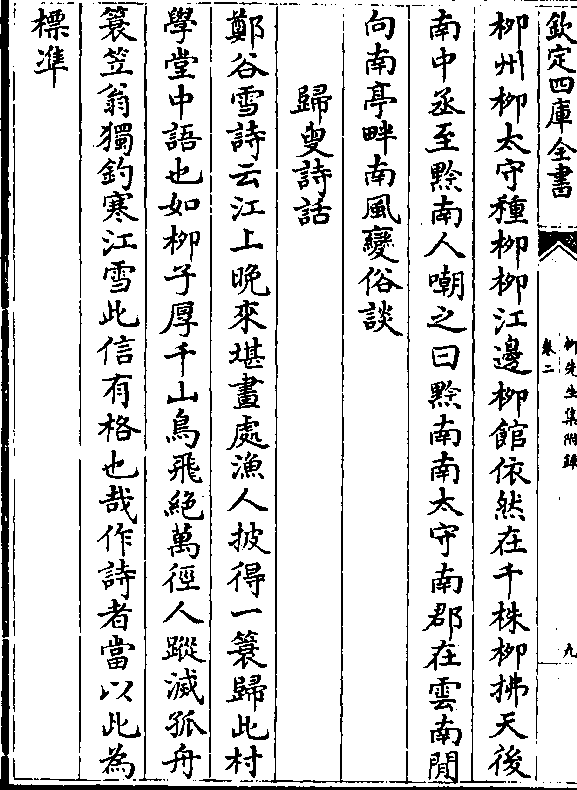 欽定四庫全書
柳先生集附錄
卷二
九
柳州柳太守種柳柳江邊柳館依然在千株柳拂天後
南中丞至黔南人嘲之曰黔南南太守南郡在雲南閒
向南亭畔南風變俗談
歸叟詩話
鄭谷雪詩云江上晚來堪畫處漁人披得一簑歸此村
學堂中語也如柳子厚千山鳥飛絕萬徑人蹤滅孤舟
簑笠翁獨釣寒江雪此信有格也哉作詩者當以此為
標準